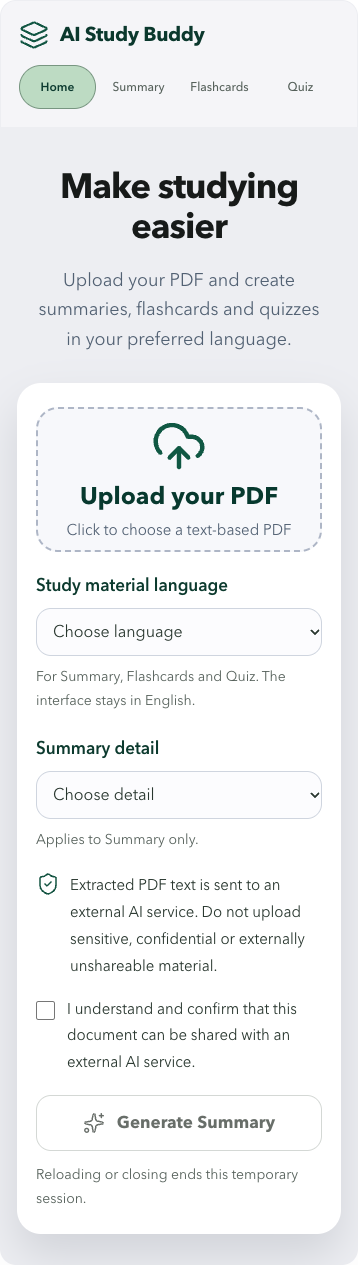 AI Study Buddy
Home Summary Flashcards Quiz
Make studying
easier
Upload your PDF and create
summaries, flashcards and quizzes
in your preferred language.
Upload your PDF
Click to choose a text-based PDF
Study material language
Choose language
For Summary, Flashcards and Quiz. The
interface stays in English.
Summary detail
Choose detail
Applies to Summary only.
Extracted PDF text is sent to an
external AI service. Do not upload
sensitive, confidential or externally
unshareable material.
I understand and confirm that this
document can be shared with an
external AI service.
Generate Summary
Reloading or closing ends this temporary
session.